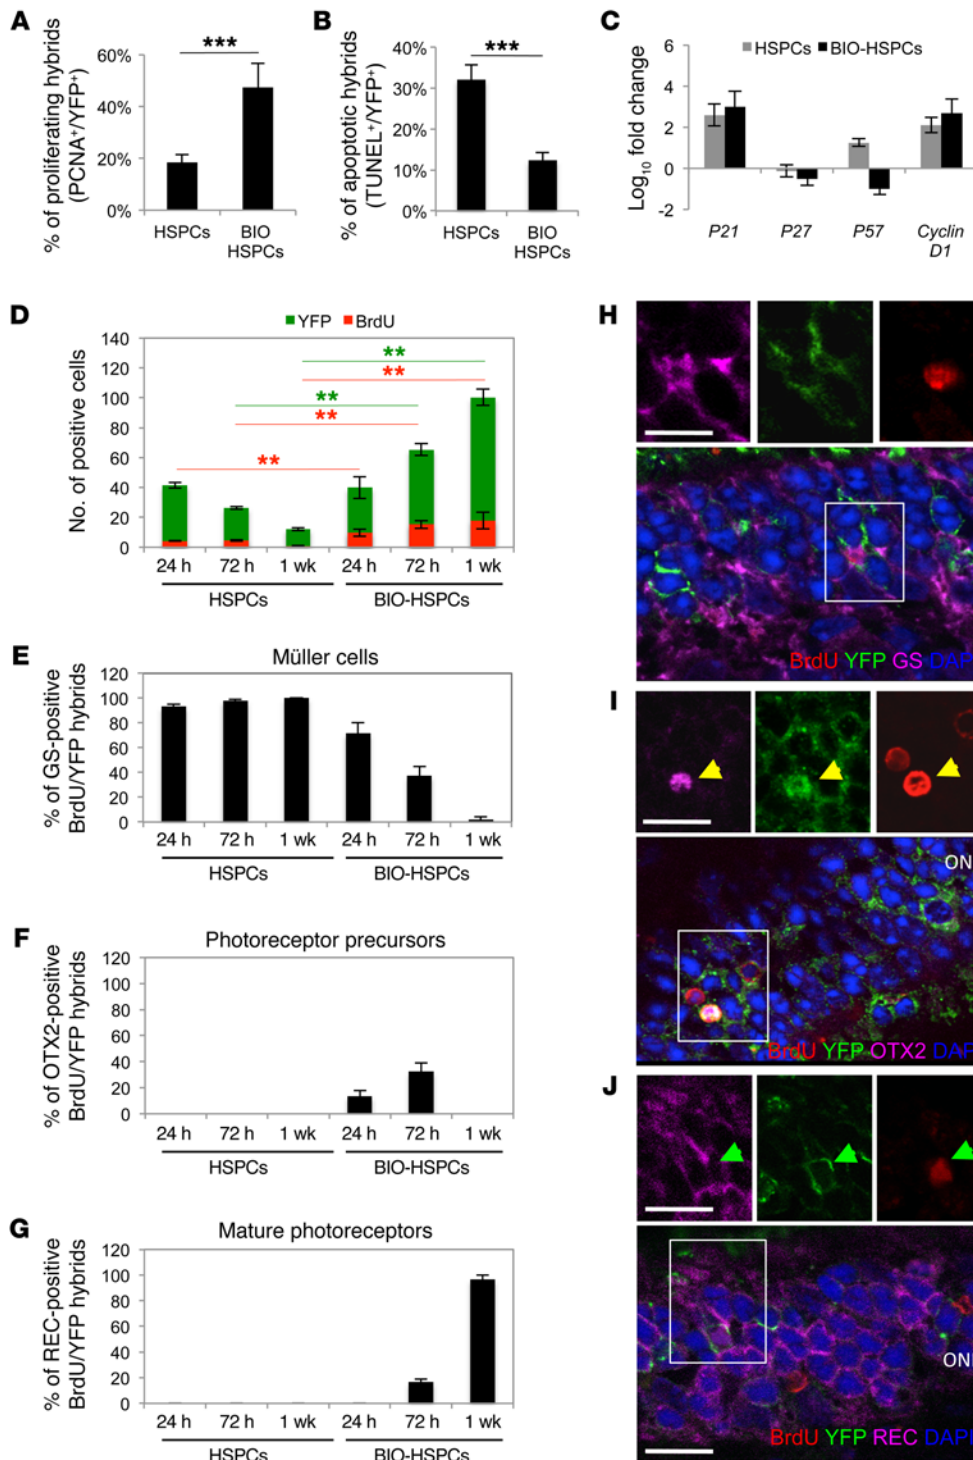 A
% of proliferating hybrids
(PCNA+/YFP+)
60%
40%
20%
0%
***
HSPCs
BIO
HSPCs
B
% of apoptotic hybrids
(TUNEL+/YFP+)
40%
30%
20%
10%
0%
***
HSPCs
BIO
HSPCs
C
HSPCs BIO-HSPCs
Log10 fold change
6
4
2
0
-2
P21 P27 P57 Cyclin
D1
D
YFP BrdU
No. of positive cells
140
120
100
80
60
40
20
0
**
**
**
**
**
24 h 72 h 1 wk 24 h 72 h 1 wk
HSPCs BIO-HSPCs
E
Müller cells
% of GS-positive
BrdU/YFP hybrids
120
100
80
60
40
20
0
24 h 72 h 1 wk 24 h 72 h 1 wk
HSPCs BIO-HSPCs
F
Photoreceptor precursors
% of OTX2-positive
BrdU/YFP hybrids
120
100
80
60
40
20
0
24 h 72 h 1 wk 24 h 72 h 1 wk
HSPCs BIO-HSPCs
G
Mature photoreceptors
% of REC-positive
BrdU/YFP hybrids
120
100
80
60
40
20
0
24 h 72 h 1 wk 24 h 72 h 1 wk
HSPCs BIO-HSPCs
H
BrdU YFP GS DAP
I
ON
BrdU YFP OTX2 DAP
J
ON
BrdU YFP REC DAP